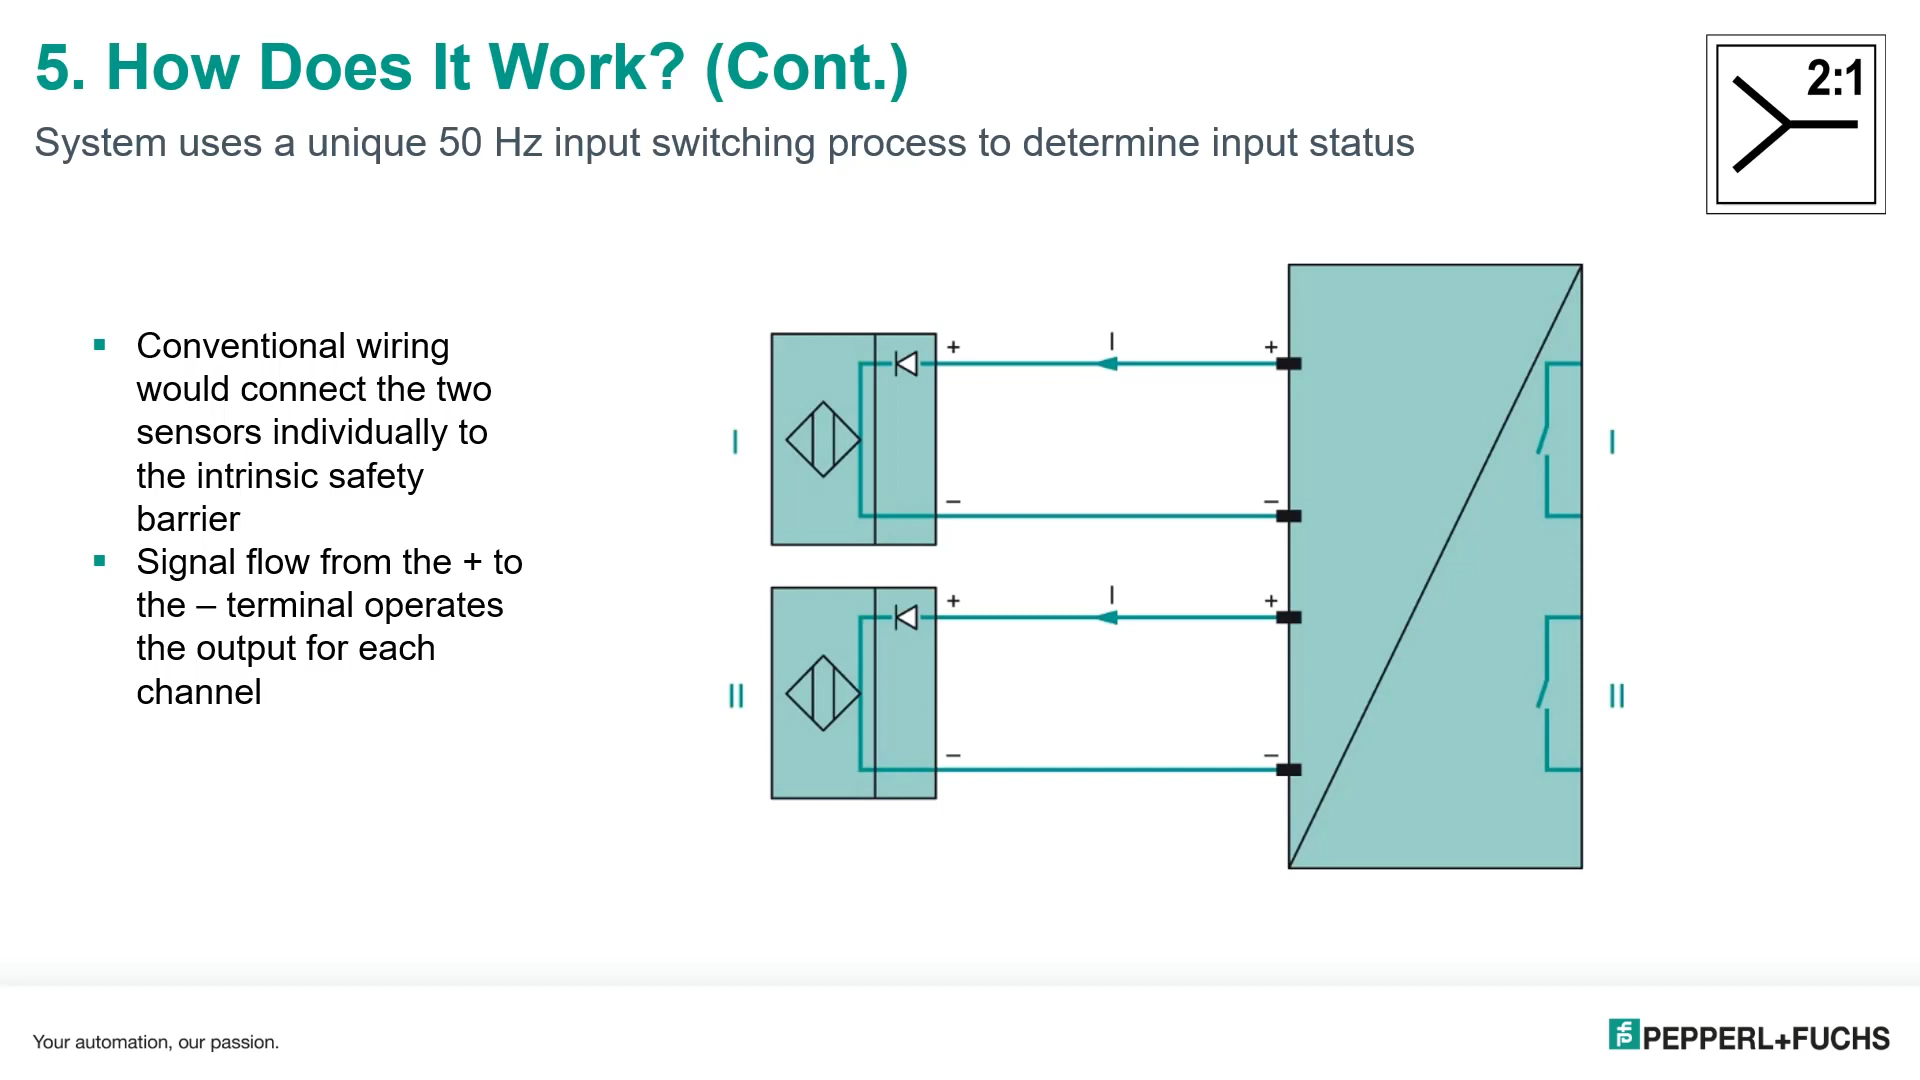 5. How Does It Work? (Cont.)
2:1
System uses a unique 50 Hz input switching process to determine input status
▪ Conventional wiring
would connect the two
sensors individually to
the intrinsic safety
barrier
▪ Signal flow from the + to
the – terminal operates
the output for each
channel
+ I +
I I
– –
+ I +
II II
– –
Your automation, our passion.
PEPPERL+FUCHS